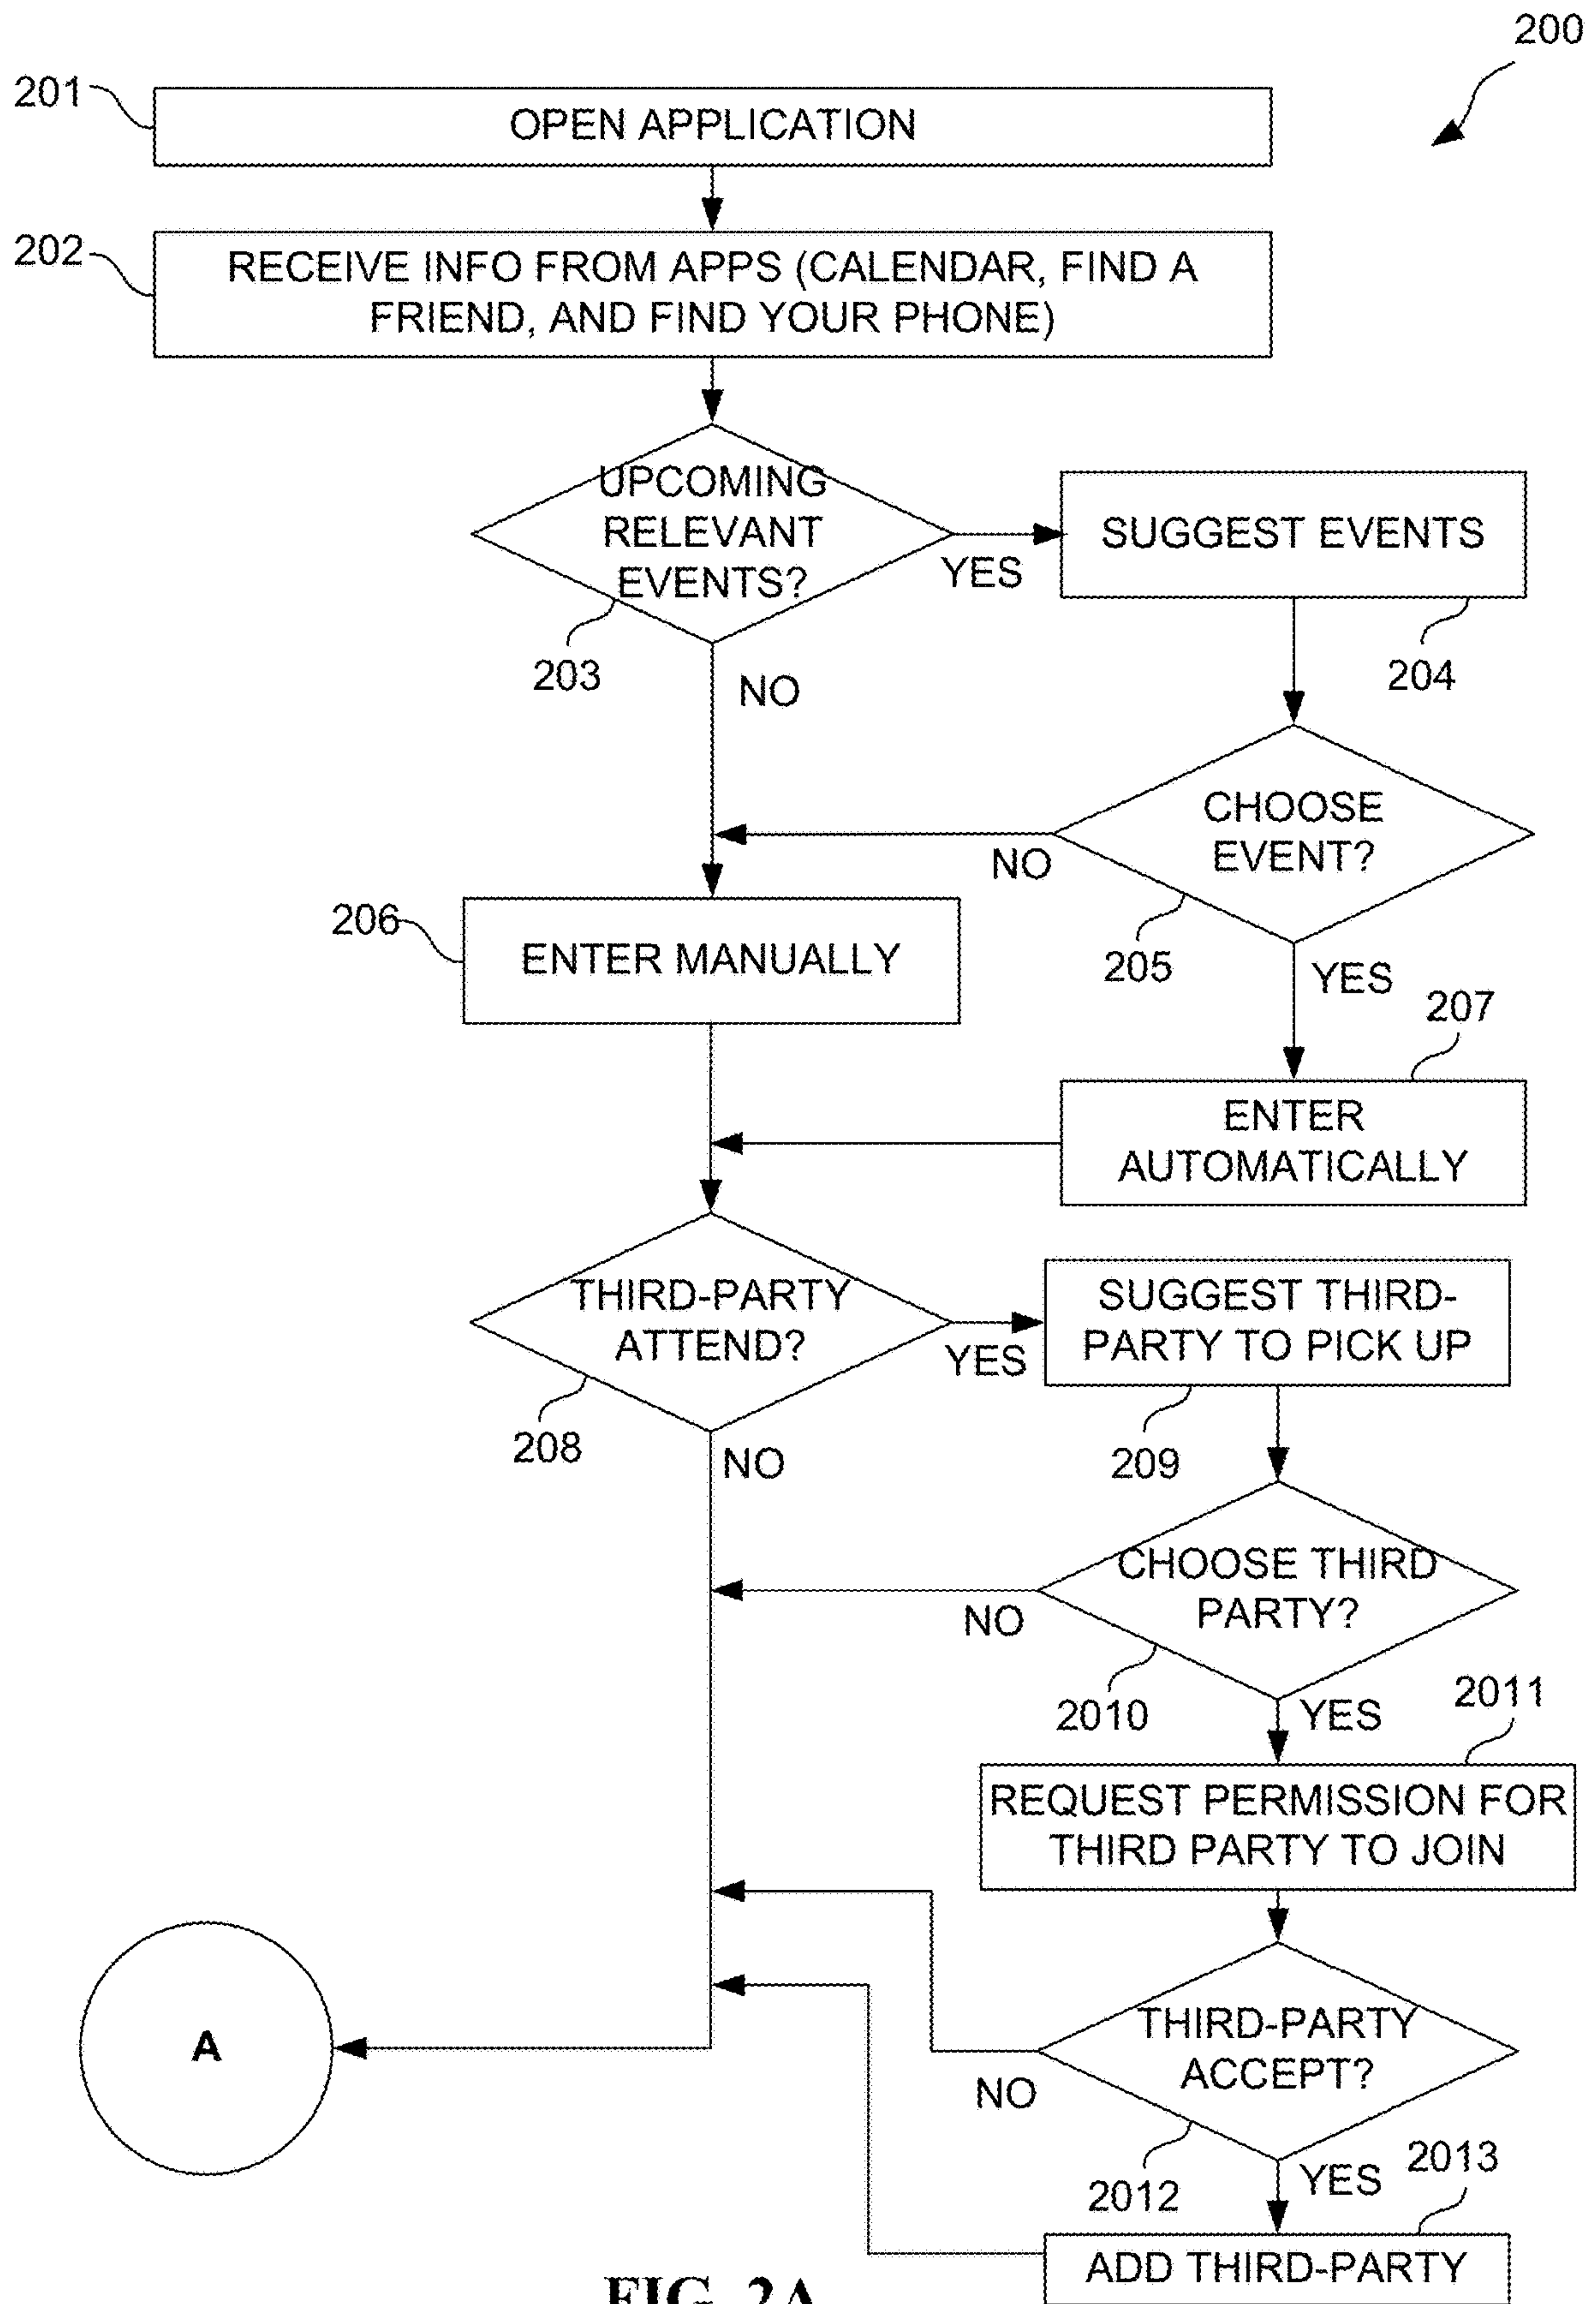 200
201
OPEN APPLICATION
202
RECEIVE INFO FROM APPS (CALENDAR, FIND A
FRIEND, AND FIND YOUR PHONE)
UPCOMING
RELEVANT
EVENTS?
YES
203
NO
SUGGEST EVENTS
204
CHOOSE
EVENT?
NO
205
YES
206
ENTER MANUALLY
207
ENTER
AUTOMATICALLY
THIRD-PARTY
ATTEND?
YES
208
NO
SUGGEST THIRD-
PARTY TO PICK UP
209
CHOOSE THIRD
PARTY?
NO
2010
YES
2011
REQUEST PERMISSION FOR
THIRD PARTY TO JOIN
THIRD-PARTY
ACCEPT?
NO
2012
YES
2013
ADD THIRD-PARTY
A
FIG. 2A